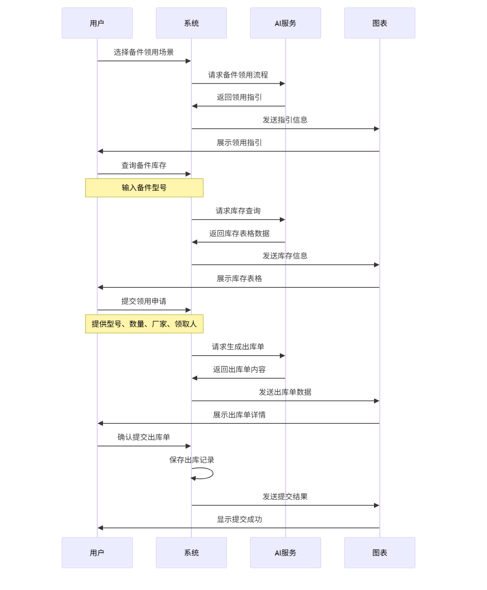 用户 系统 AI服务 图表
选择备件领用场景
请求备件领用流程
返回领用指引
发送指引信息
展示领用指引
查询备件库存
输入备件型号
请求库存查询
返回库存表格数据
发送库存信息
展示库存表格
提交领用申请
提供型号、数量、厂家、领取人
请求生成出库单
返回出库单内容
发送出库单数据
展示出库单详情
确认提交出库单
保存出库记录
发送提交结果
显示提交成功
用户 系统 AI服务 图表